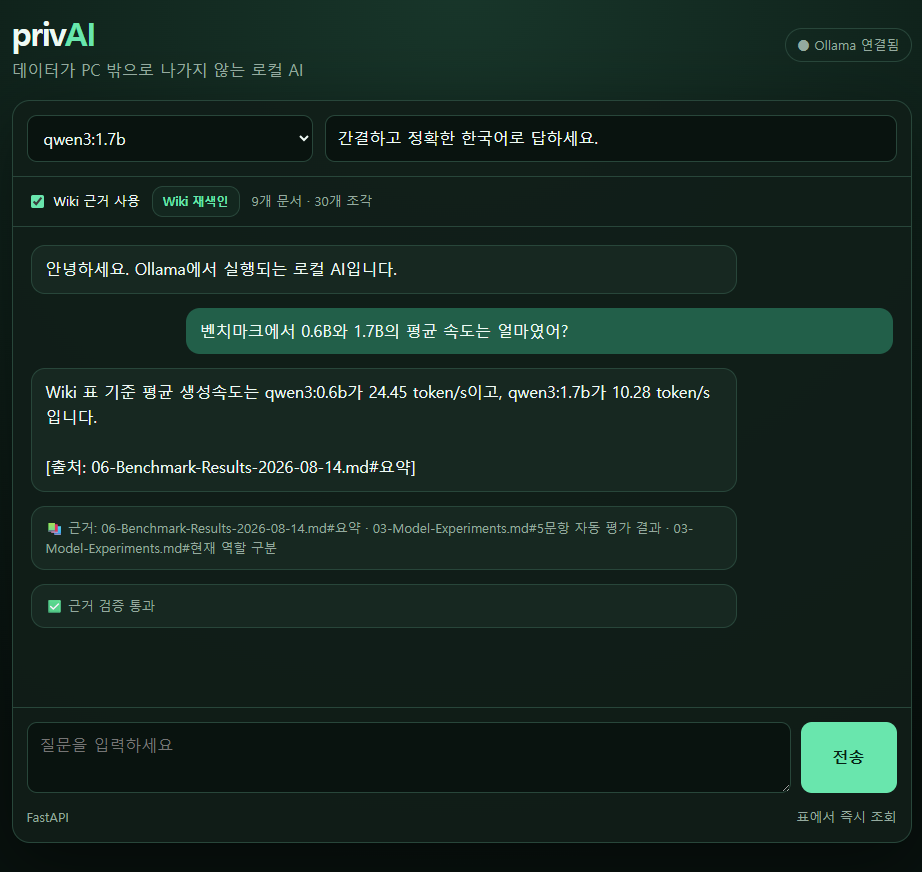 privAI
Ollama 연결됨
데이터가 PC 밖으로 나가지 않는 로컬 AI
qwen3:1.7b
간결하고 정확한 한국어로 답하세요.
Wiki 근거 사용
Wiki 재색인
9개 문서 · 30개 조각
안녕하세요. Ollama에서 실행되는 로컬 AI입니다.
벤치마크에서 0.6B와 1.7B의 평균 속도는 얼마였어?
Wiki 표 기준 평균 생성속도는 qwen3:0.6b가 24.45 token/s이고, qwen3:1.7b가 10.28 token/s
입니다.
[출처: 06-Benchmark-Results-2026-08-14.md#요약]
근거: 06-Benchmark-Results-2026-08-14.md#요약 · 03-Model-Experiments.md#5문항 자동 평가 결과 · 03-
Model-Experiments.md#현재 역할 구분
근거 검증 통과
질문을 입력하세요
전송
FastAPI
표에서 즉시 조회